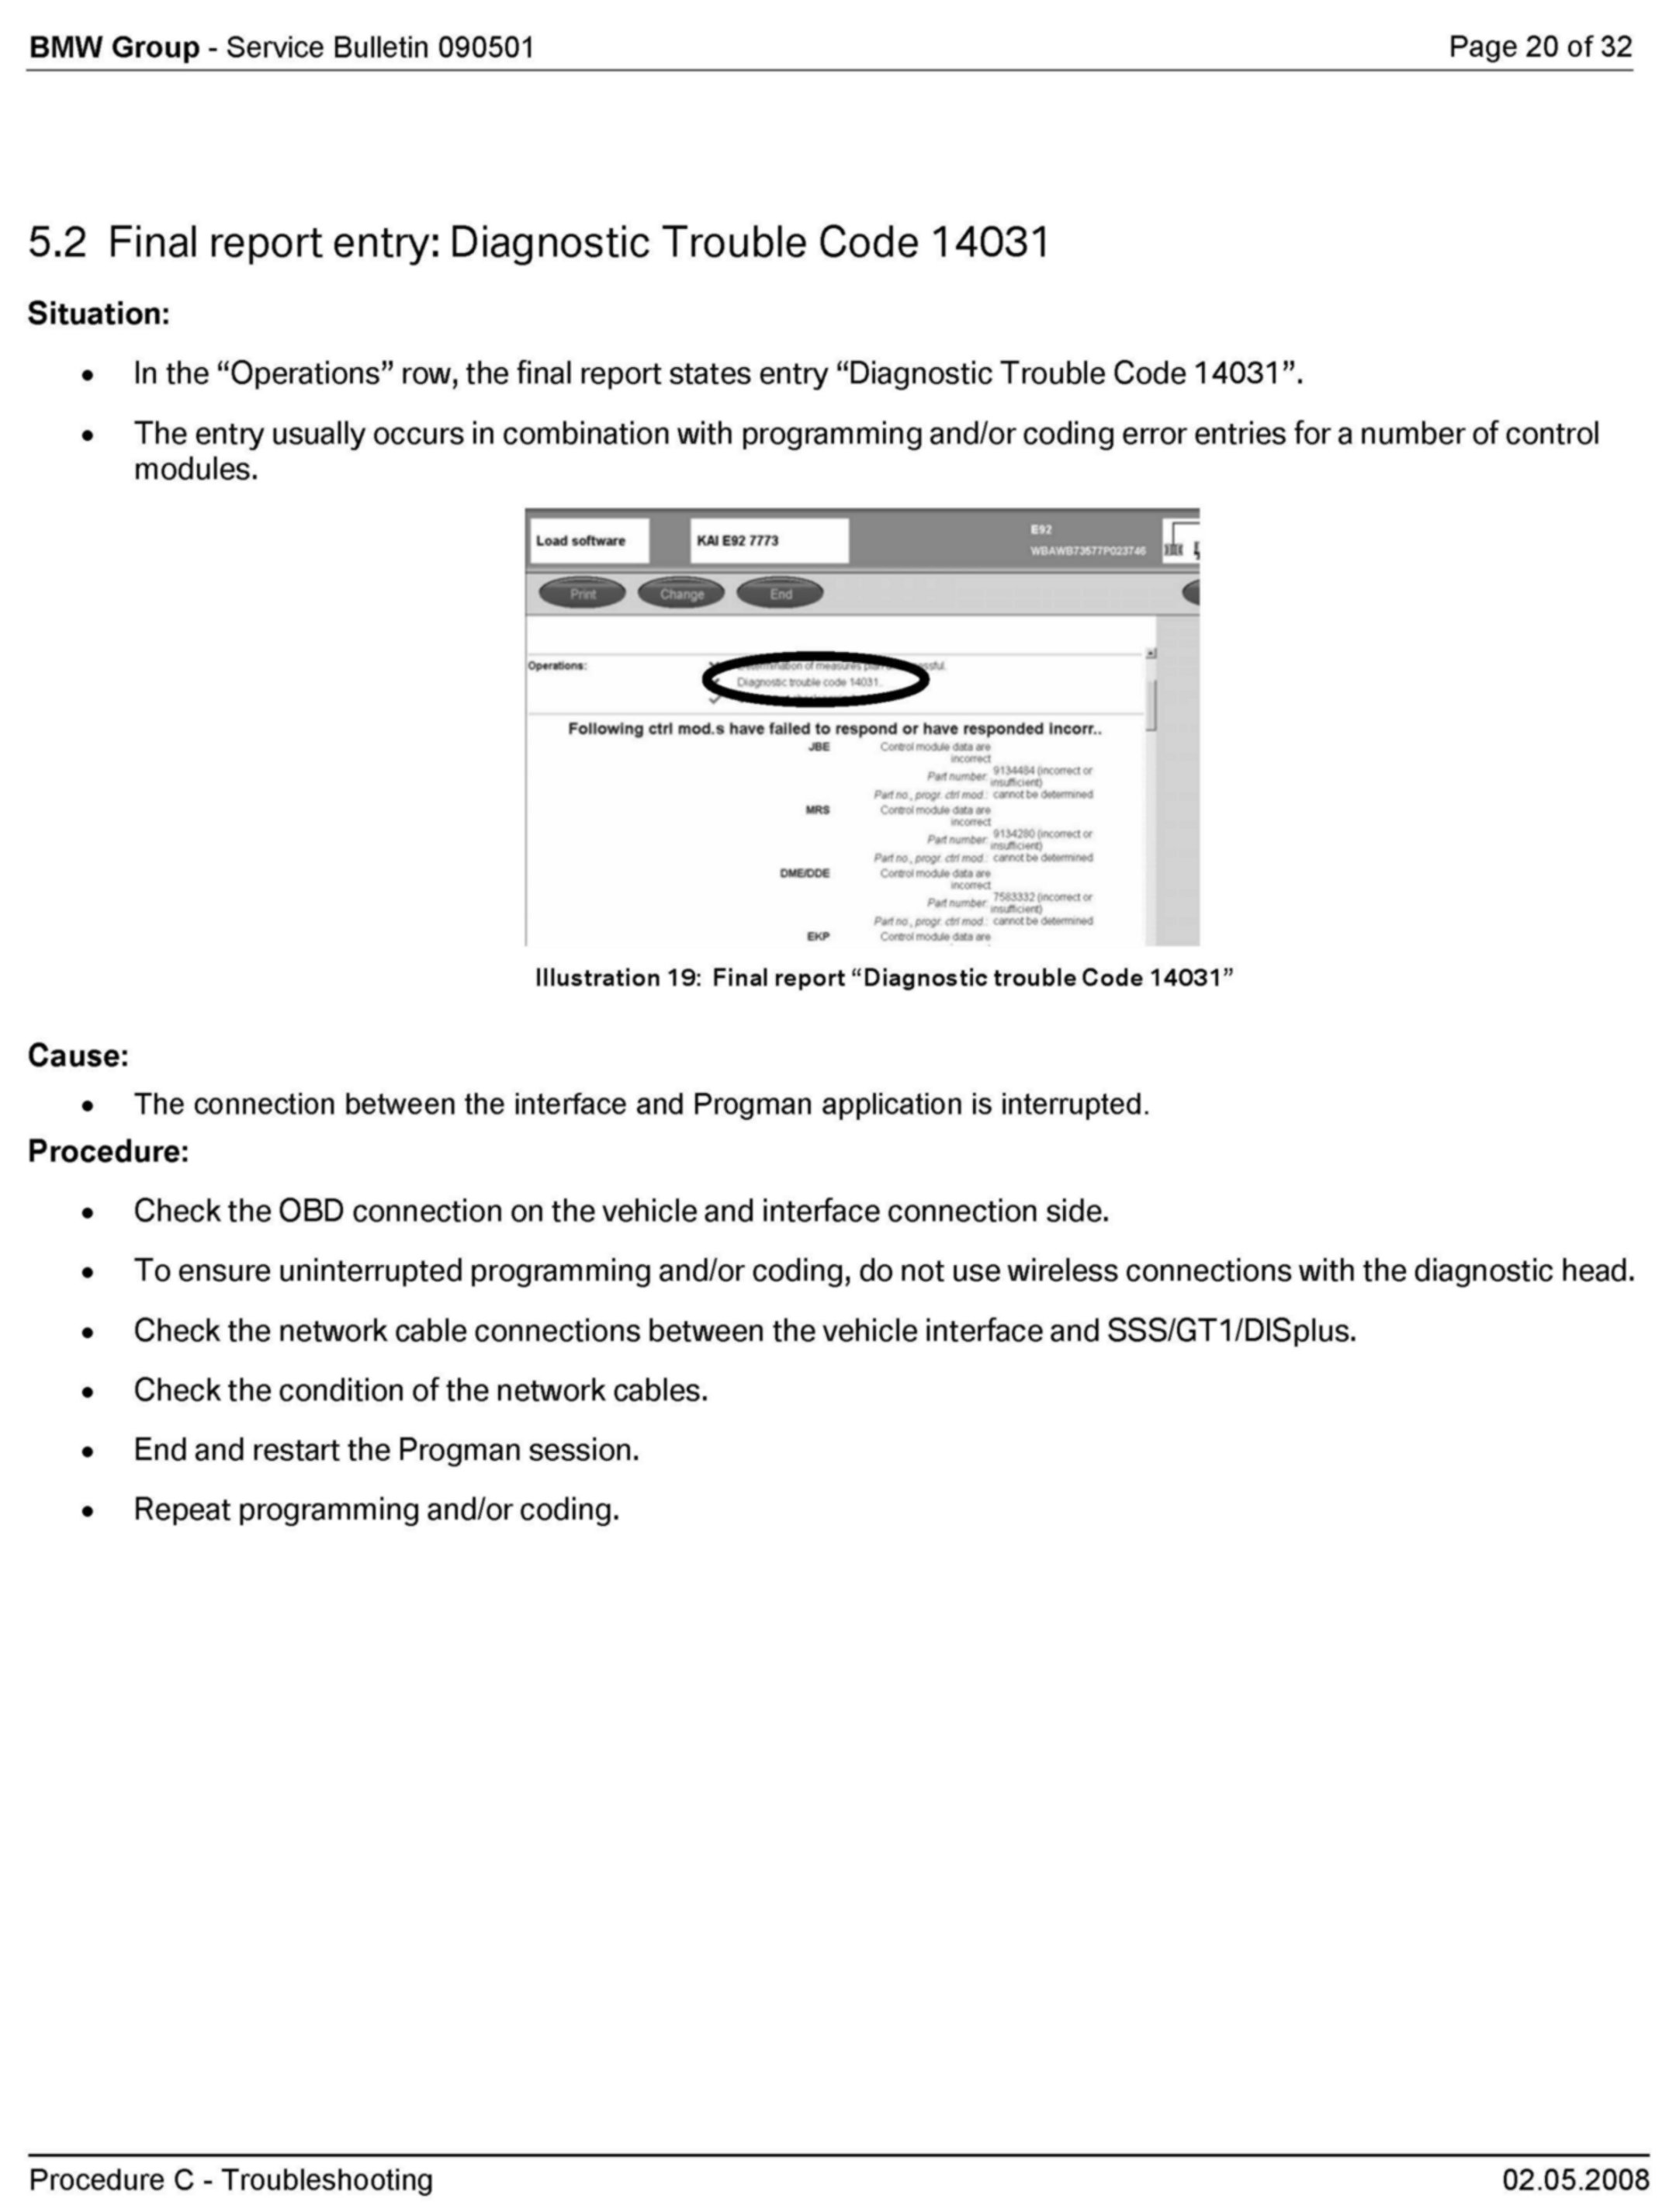 BMW Group - Service Bulletin 090501 Page 20 of 32
5.2 Final report entry: Diagnostic Trouble Code 14031
Situation:
• In the “Operations” row, the final report states entry “Diagnostic Trouble Code 14031”.
• The entry usually occurs in combination with programming and/or coding error entries for a number of control
modules.
Load software KAI E92 7773 E92
WBAWB73577P023746
Print Change End
Operations: of measures
Diagnostic trouble code 14031.
Following ctrl mod.s have failed to respond or have responded incorr..
JBE Control module data are
incorrect
Part number: 9134484 (incorrect or
insufficient)
Part no., progr. ctrl mod.: cannot be determined
MRS Control module data are
incorrect
Part number: 9134280 (incorrect or
insufficient)
Part no., progr. ctrl mod.: cannot be determined
DME/DDE Control module data are
incorrect
Part number: 7583332 (incorrect or
insufficient)
Part no., progr. ctrl mod.: cannot be determined
EKP Control module data are
Illustration 19: Final report “Diagnostic trouble Code 14031”
Cause:
• The connection between the interface and Progman application is interrupted.
Procedure:
• Check the OBD connection on the vehicle and interface connection side.
• To ensure uninterrupted programming and/or coding, do not use wireless connections with the diagnostic head.
• Check the network cable connections between the vehicle interface and SSS/GT1/DISplus.
• Check the condition of the network cables.
• End and restart the Progman session.
• Repeat programming and/or coding.
Procedure C - Troubleshooting 02.05.2008